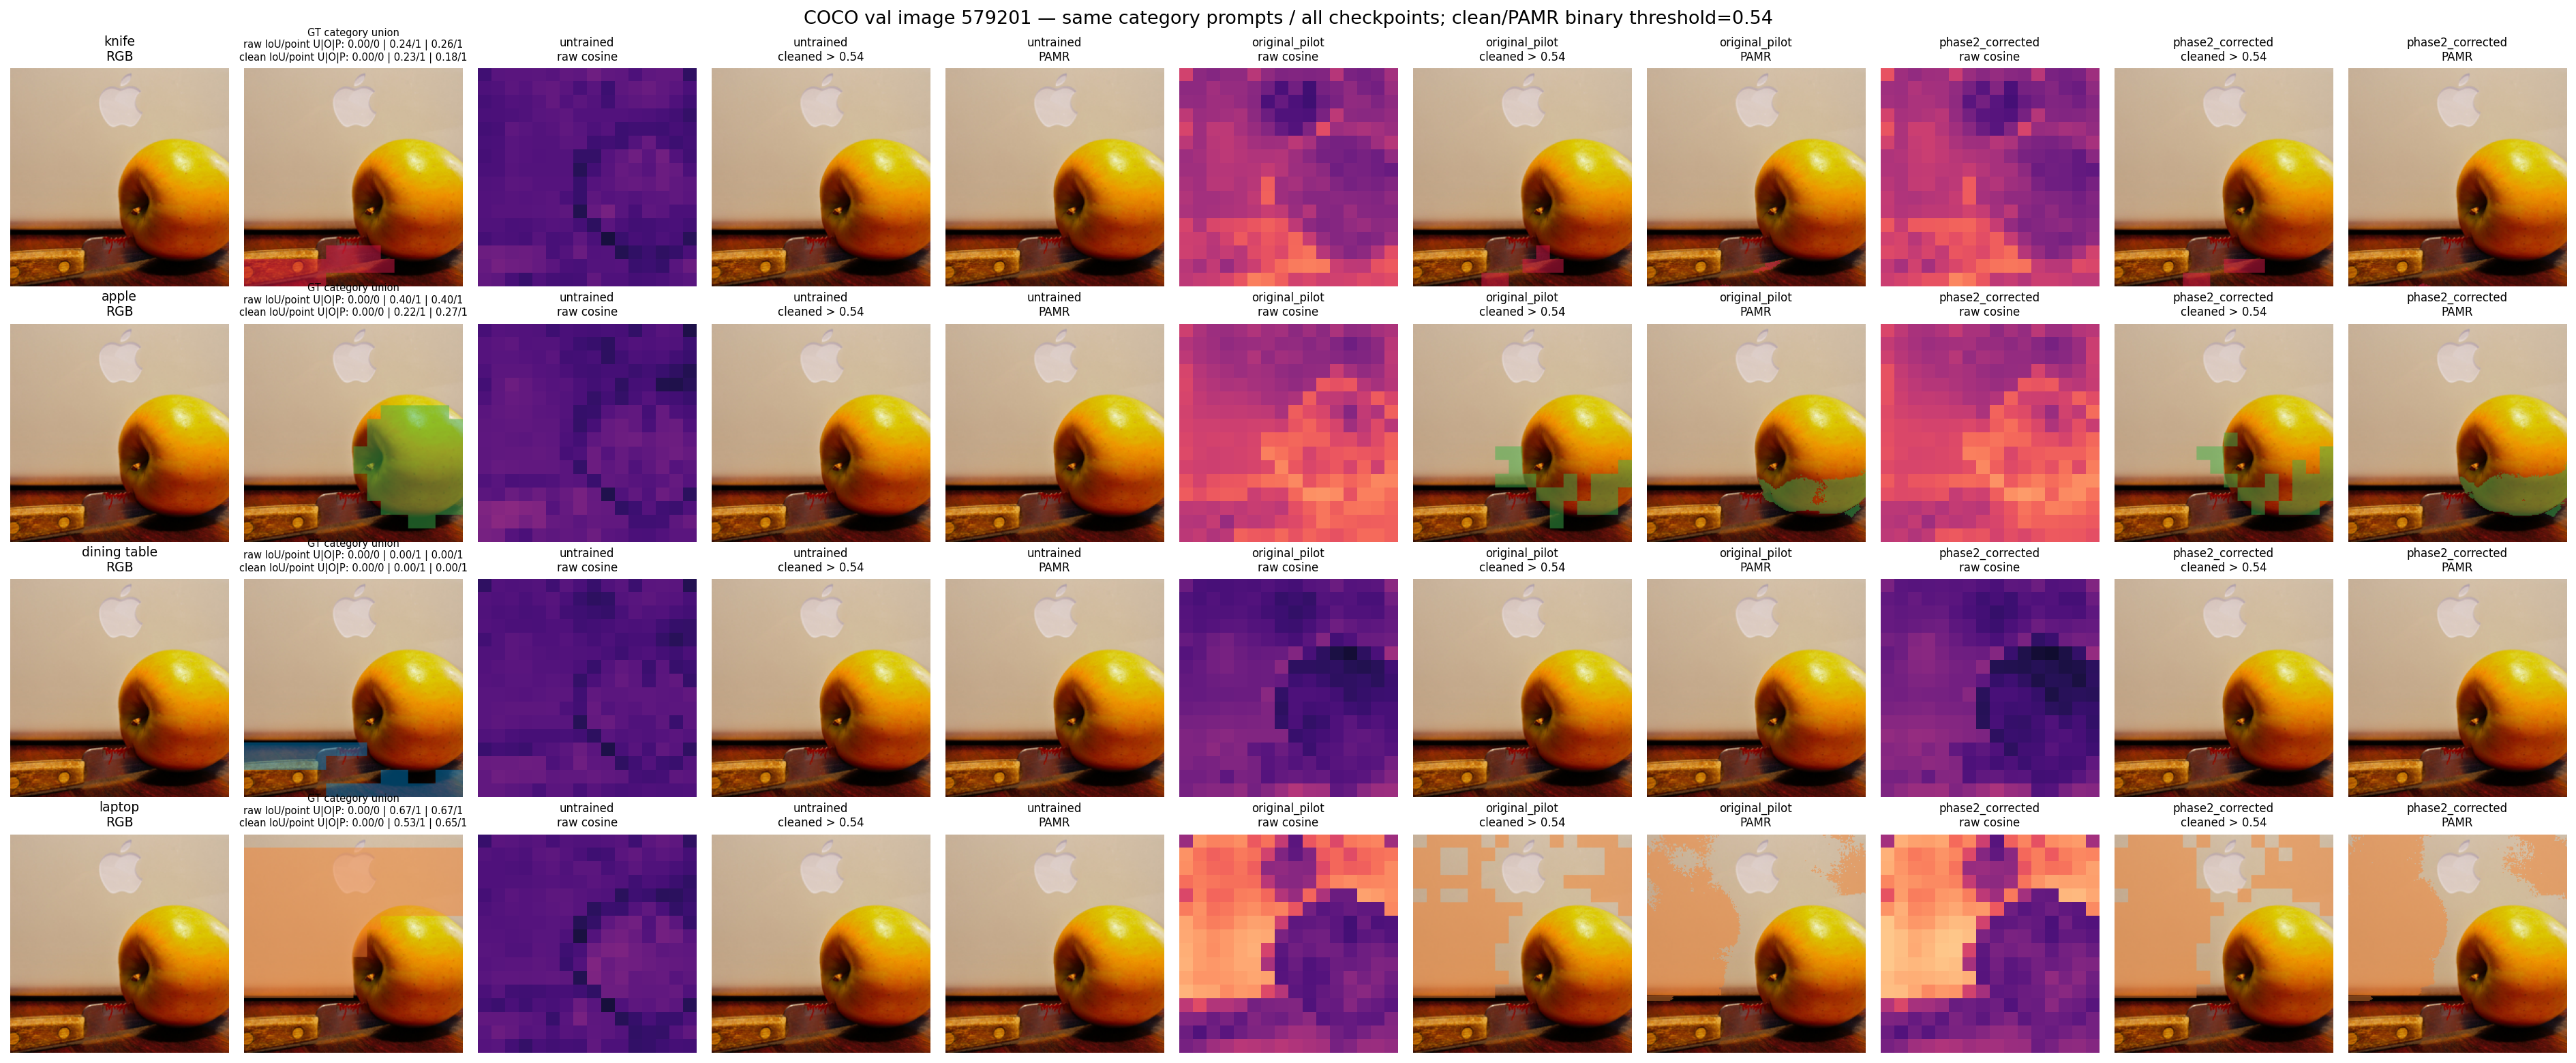 COCO val image 579201 — same category prompts / all checkpoints; clean/PAMR binary threshold=0.54
knife
RGB
GT category union
raw IoU/point U|O|P: 0.00/0 | 0.24/1 | 0.26/1
clean IoU/point U|O|P: 0.00/0 | 0.23/1 | 0.18/1
untrained
raw cosine
untrained
cleaned > 0.54
untrained
PAMR
original_pilot
raw cosine
original_pilot
cleaned > 0.54
original_pilot
PAMR
phase2_corrected
raw cosine
phase2_corrected
cleaned > 0.54
phase2_corrected
PAMR
apple
RGB
GT category union
raw IoU/point U|O|P: 0.00/0 | 0.40/1 | 0.40/1
clean IoU/point U|O|P: 0.00/0 | 0.22/1 | 0.27/1
untrained
raw cosine
untrained
cleaned > 0.54
untrained
PAMR
original_pilot
raw cosine
original_pilot
cleaned > 0.54
original_pilot
PAMR
phase2_corrected
raw cosine
phase2_corrected
cleaned > 0.54
phase2_corrected
PAMR
dining table
RGB
GT category union
raw IoU/point U|O|P: 0.00/0 | 0.00/1 | 0.00/1
clean IoU/point U|O|P: 0.00/0 | 0.00/1 | 0.00/1
untrained
raw cosine
untrained
cleaned > 0.54
untrained
PAMR
original_pilot
raw cosine
original_pilot
cleaned > 0.54
original_pilot
PAMR
phase2_corrected
raw cosine
phase2_corrected
cleaned > 0.54
phase2_corrected
PAMR
laptop
RGB
GT category union
raw IoU/point U|O|P: 0.00/0 | 0.67/1 | 0.67/1
clean IoU/point U|O|P: 0.00/0 | 0.53/1 | 0.65/1
untrained
raw cosine
untrained
cleaned > 0.54
untrained
PAMR
original_pilot
raw cosine
original_pilot
cleaned > 0.54
original_pilot
PAMR
phase2_corrected
raw cosine
phase2_corrected
cleaned > 0.54
phase2_corrected
PAMR